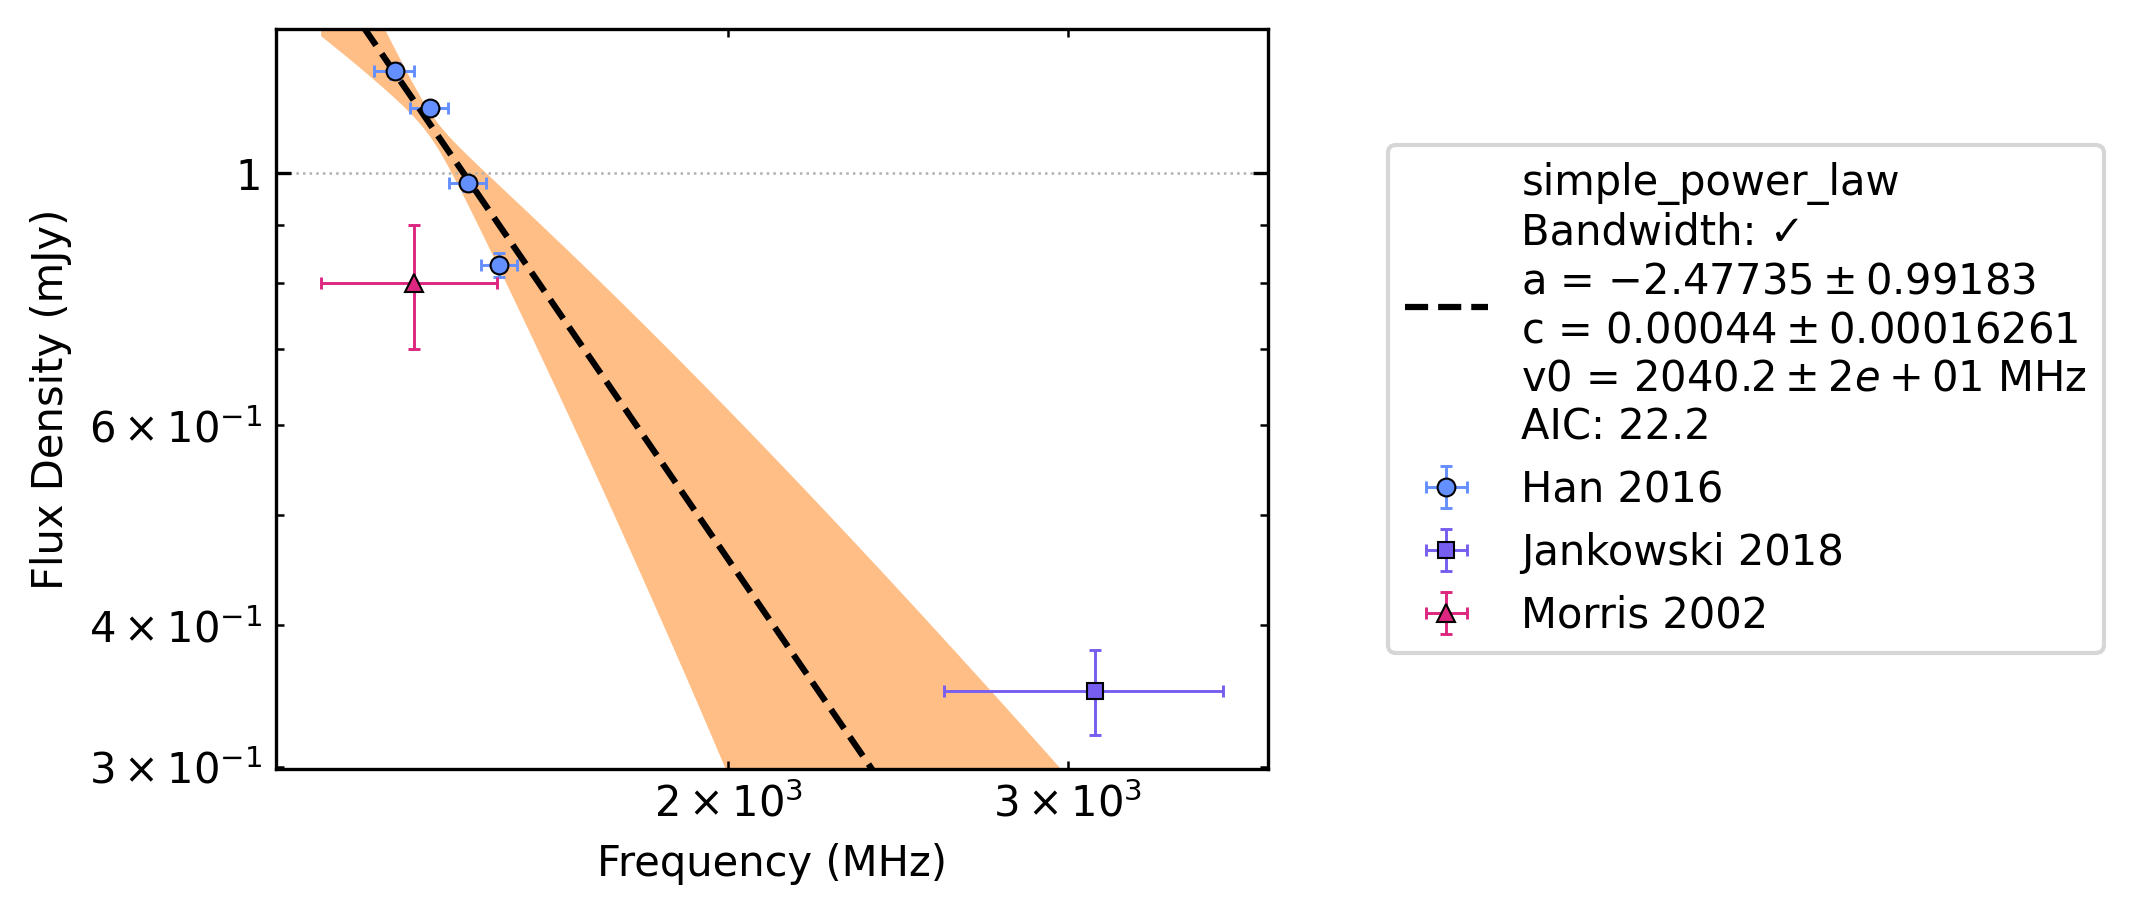 Flux Density (mJy)
1
6 × 10⁻¹
4 × 10⁻¹
3 × 10⁻¹
2 × 10³
3 × 10³
Frequency (MHz)
simple_power_law
Bandwidth: ✓
a = −2.47735 ± 0.99183
c = 0.00044 ± 0.00016261
v0 = 2040.2 ± 2e + 01 MHz
AIC: 22.2
Han 2016
Jankowski 2018
Morris 2002